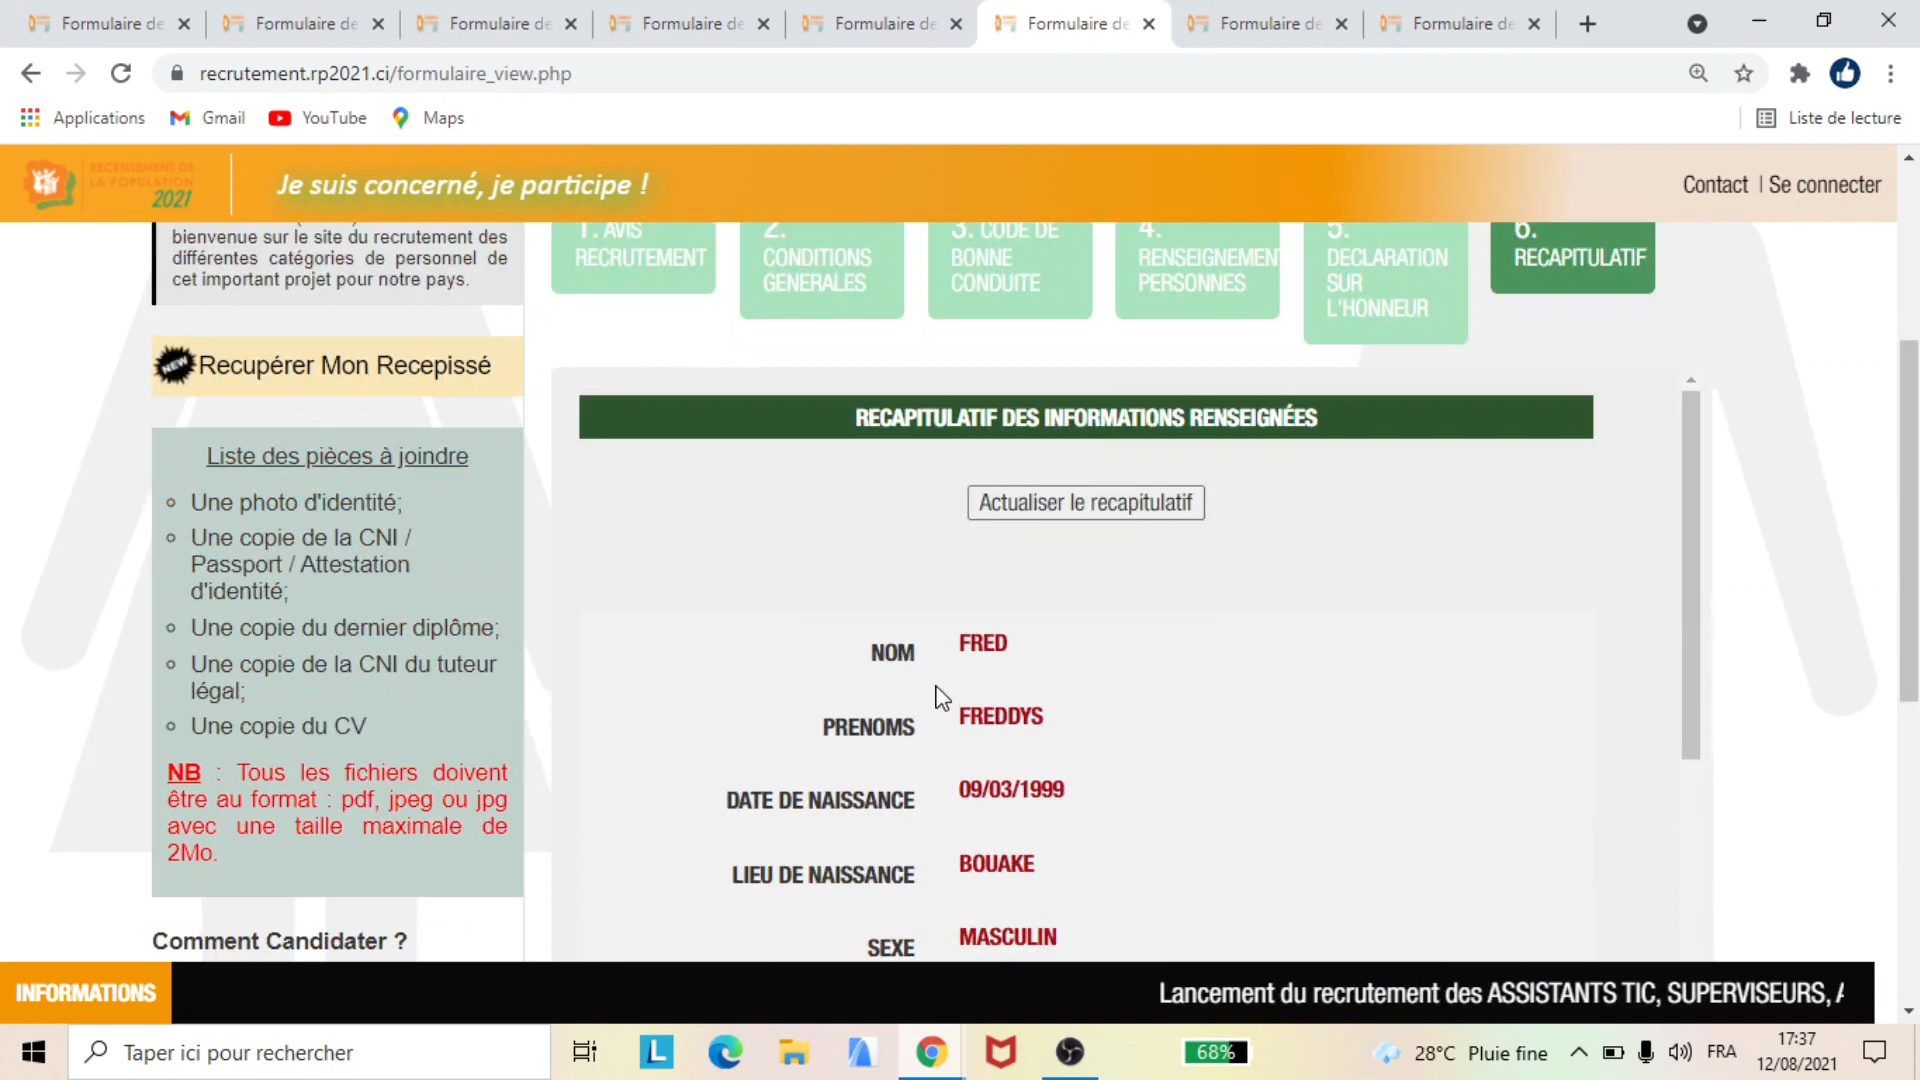 Formulaire de
Formulaire de
Formulaire de
Formulaire de
Formulaire de
Formulaire de
Formulaire de
Formulaire de
recrutement.rp2021.ci/formulaire_view.php
Applications
Gmail
YouTube
Maps
Liste de lecture
RECENSEMENT DE
LA POPULATION
2021
Je suis concerné, je participe !
Contact | Se connecter
bienvenue sur le site du recrutement des
différentes catégories de personnel de
cet important projet pour notre pays.
1. AVIS
RECRUTEMENT
2.
CONDITIONS
GENERALES
3. CODE DE
BONNE
CONDUITE
4.
RENSEIGNEMEN
PERSONNES
5.
DECLARATION
SUR
L'HONNEUR
6.
RECAPITULATIF
NEW
Recupérer Mon Recepissé
Liste des pièces à joindre
Une photo d'identité;
Une copie de la CNI /
Passport / Attestation
d'identité;
Une copie du dernier diplôme;
Une copie de la CNI du tuteur
légal;
Une copie du CV
NB : Tous les fichiers doivent
être au format : pdf, jpeg ou jpg
avec une taille maximale de
2Mo.
Comment Candidater ?
RECAPITULATIF DES INFORMATIONS RENSEIGNÉES
Actualiser le recapitulatif
NOM FRED
PRENOMS FREDDYS
DATE DE NAISSANCE 09/03/1999
LIEU DE NAISSANCE BOUAKE
SEXE MASCULIN
INFORMATIONS
Lancement du recrutement des ASSISTANTS TIC, SUPERVISEURS,
Taper ici pour rechercher
L
68%
28°C Pluie fine
FRA
17:37
12/08/2021